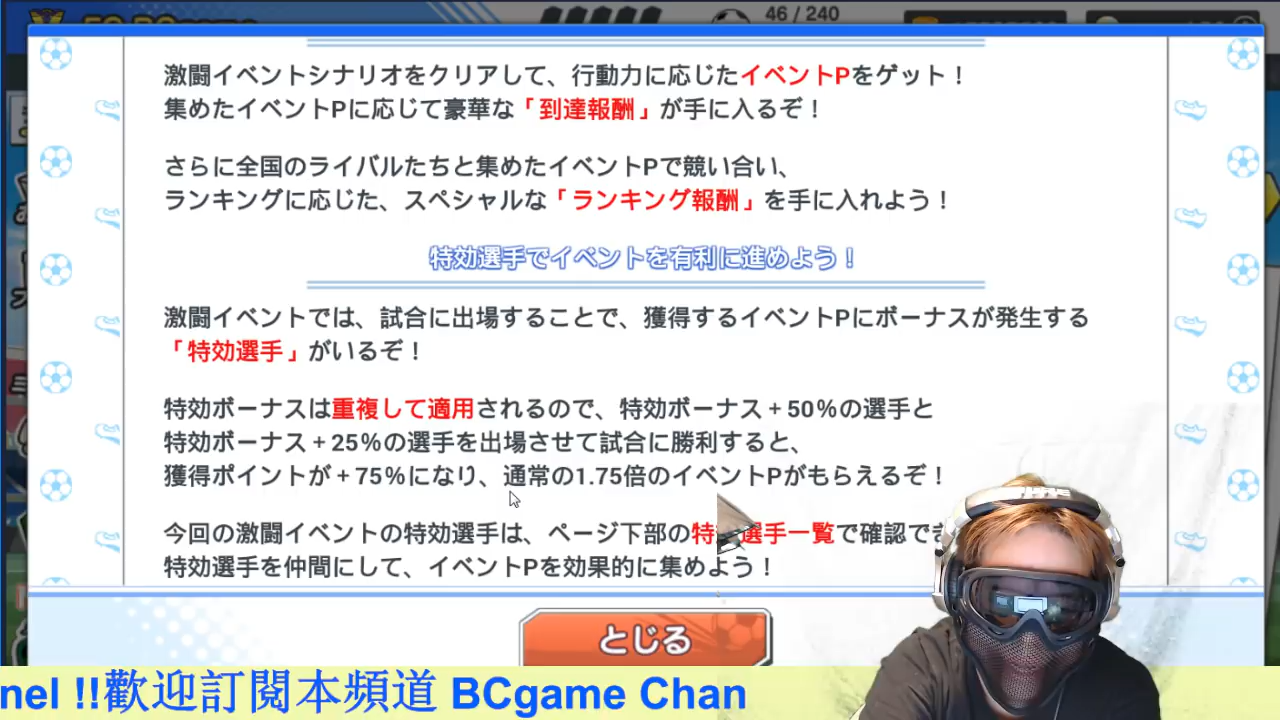 46 / 240
激闘イベントシナリオをクリアして、行動力に応じたイベントPをゲット！
集めたイベントPに応じて豪華な「到達報酬」が手に入るぞ！
さらに全国のライバルたちと集めたイベントPで競い合い、
ランキングに応じた、スペシャルな「ランキング報酬」を手に入れよう！
特効選手でイベントを有利に進めよう！
激闘イベントでは、試合に出場することで、獲得するイベントPにボーナスが発生する
「特効選手」がいるぞ！
特効ボーナスは重複して適用されるので、特効ボーナス＋50％の選手と
特効ボーナス＋25％の選手を出場させて試合に勝利すると、
獲得ポイントが＋75％になり、通常の1.75倍のイベントPがもらえるぞ！
今回の激闘イベントの特効選手は、ページ下部の特 選手一覧で確認でき
特効選手を仲間にして、イベントPを効果的に集めよう！
とじる
nel !!歡迎訂閱本頻道 BCgame Chan